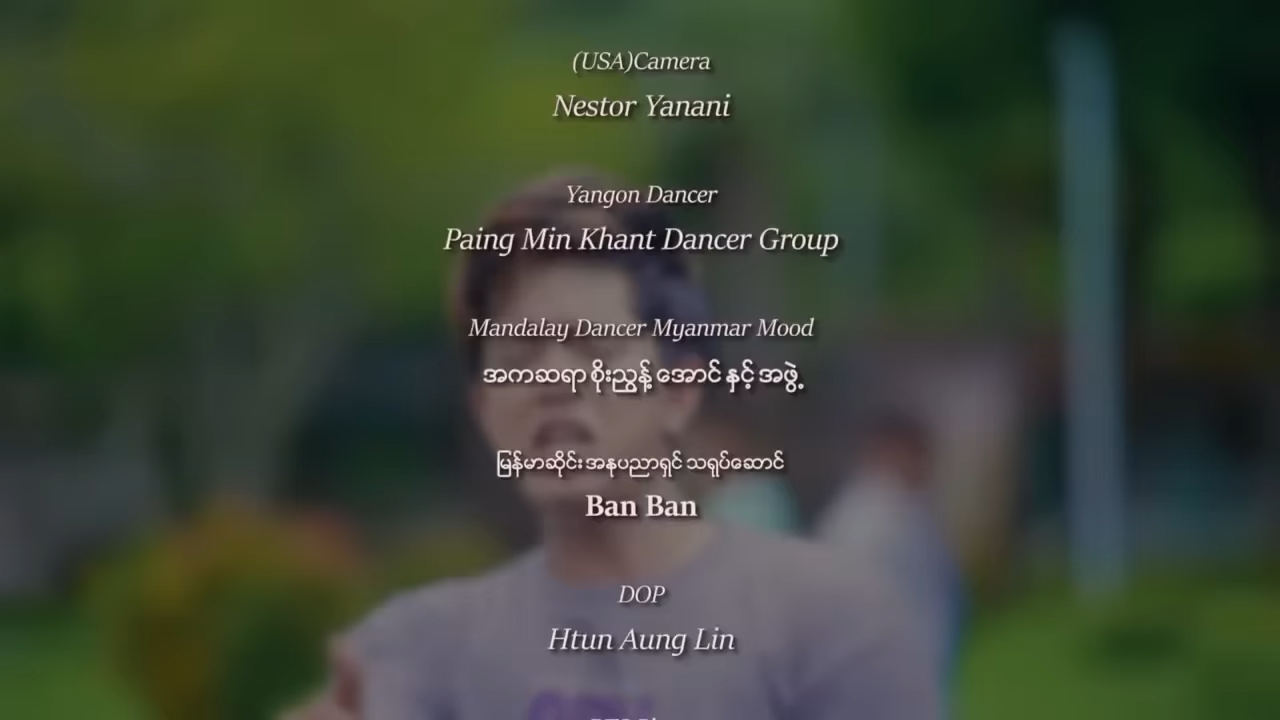 (USA)Camera
Nestor Yanani
Yangon Dancer
Paing Min Khant Dancer Group
Mandalay Dancer Myanmar Mood
အကဆရာ စိုးညွန့် အောင် နှင့် အဖွဲ့
မြန်မာဆိုင်း အနုပညာရှင် သရုပ်ဆောင်
Ban Ban
DOP
Htun Aung Lin